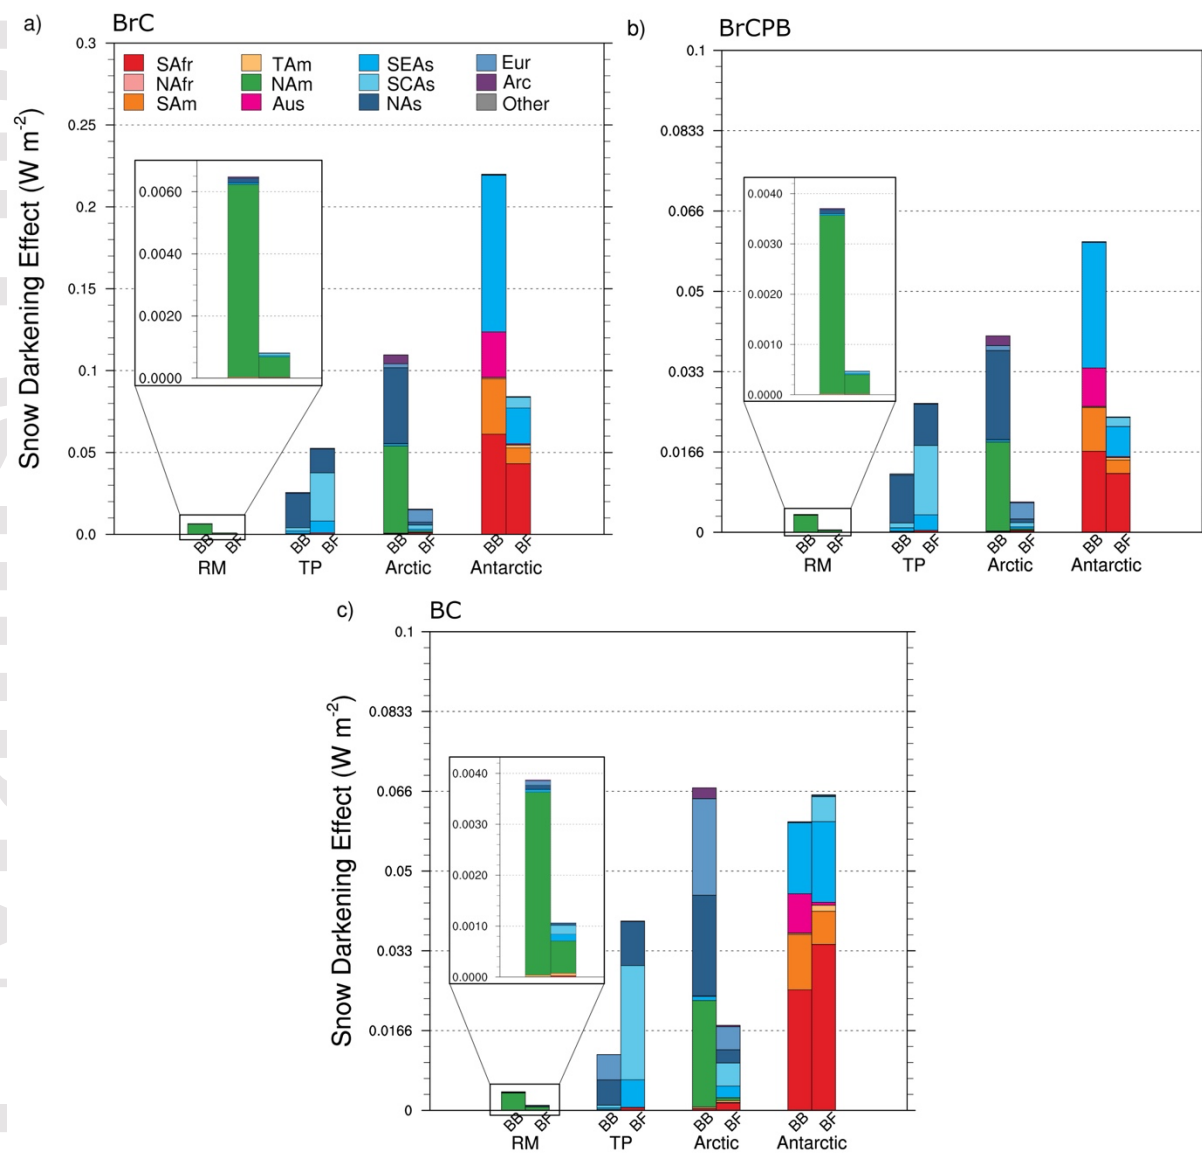 a) BrC
0.3
0.25
0.2
0.15
0.1
0.05
0.0
Snow Darkening Effect (W m-2)
SAfr TAm SEAs Eur
NAfr NAm SCAs Arc
SAm Aus NAs Other
0.0060
0.0040
0.0020
0.0000
BB BF BB BF BB BF BB BF
RM TP Arctic Antarctic
b) BrCPB
0.1
0.0833
0.066
0.05
0.033
0.0166
0
0.0040
0.0030
0.0020
0.0010
0.0000
BB BF BB BF BB BF BB BF
RM TP Arctic Antarctic
c) BC
0.1
0.0833
0.066
0.05
0.033
0.0166
0
Snow Darkening Effect (W m-2)
0.0040
0.0030
0.0020
0.0010
0.0000
BB BF BB BF BB BF BB BF
RM TP Arctic Antarctic